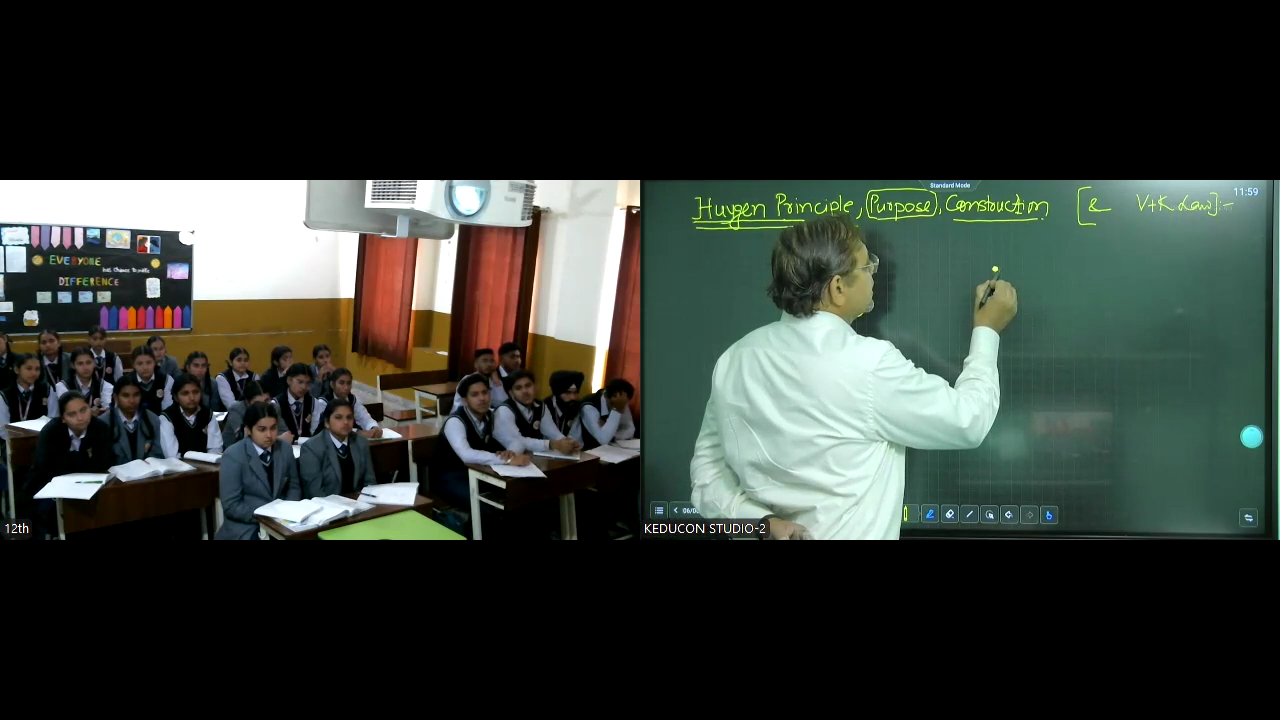 Standard Mode
11:59
Huygen Principle, Purpose, Construction [& V+K Law]:-
EVERYONE
DIFFERENCE
12th
KEDUCON STUDIO-2